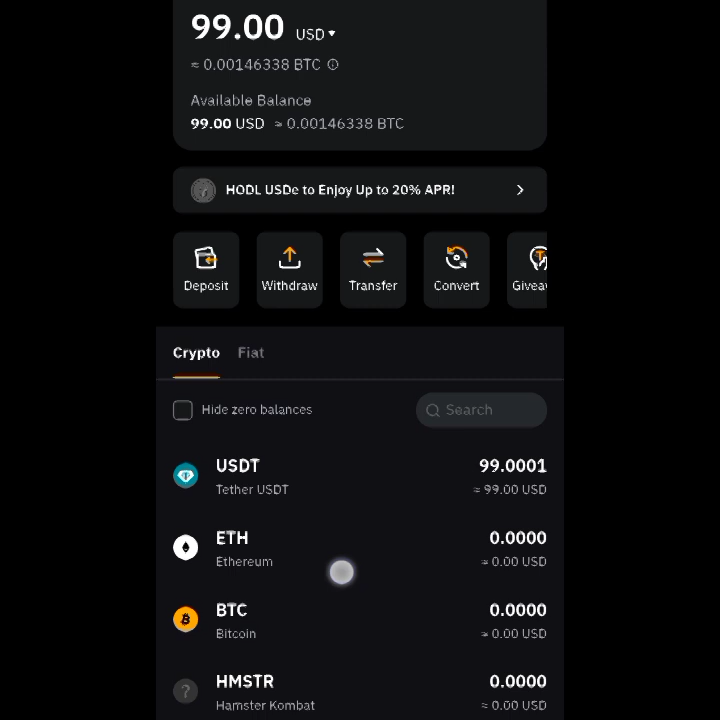 99.00 USD
≈ 0.00146338 BTC
Available Balance
99.00 USD ≈ 0.00146338 BTC
HODL USDe to Enjoy Up to 20% APR!
Deposit Withdraw Transfer Convert Giveav
Crypto Fiat
Hide zero balances Search
USDT 99.0001
Tether USDT ≈ 99.00 USD
ETH 0.0000
Ethereum ≈ 0.00 USD
BTC 0.0000
Bitcoin ≈ 0.00 USD
HMSTR 0.0000
Hamster Kombat ≈ 0.00 USD